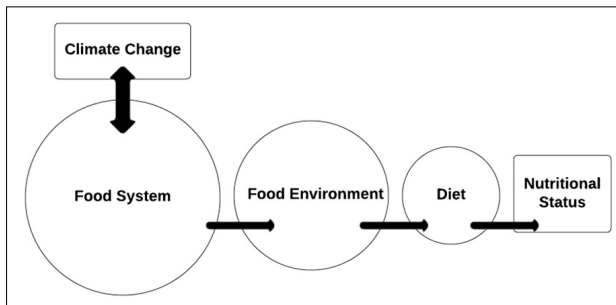 Climate Change
Food System
Food Environment
Diet
Nutritional
Status